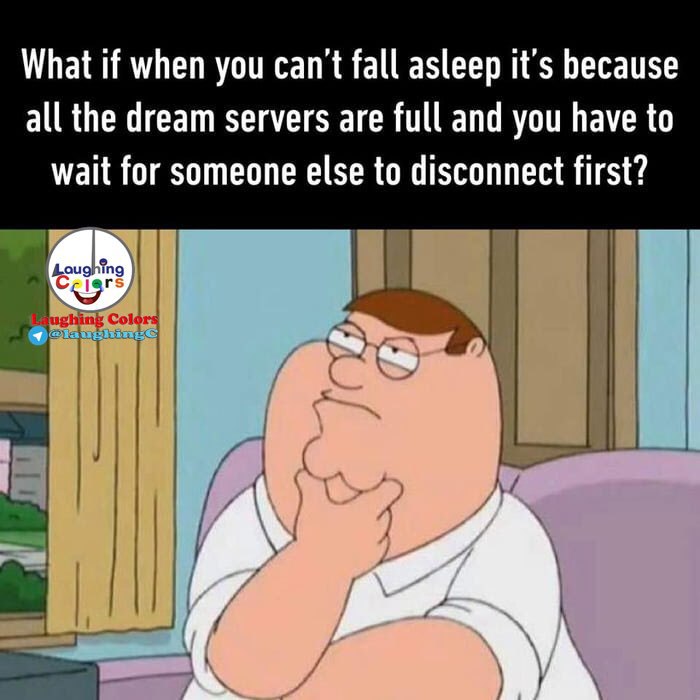 What if when you can't fall asleep it's because
all the dream servers are full and you have to
wait for someone else to disconnect first?
Laughing
Colors
Laughing Colors
@laughingC